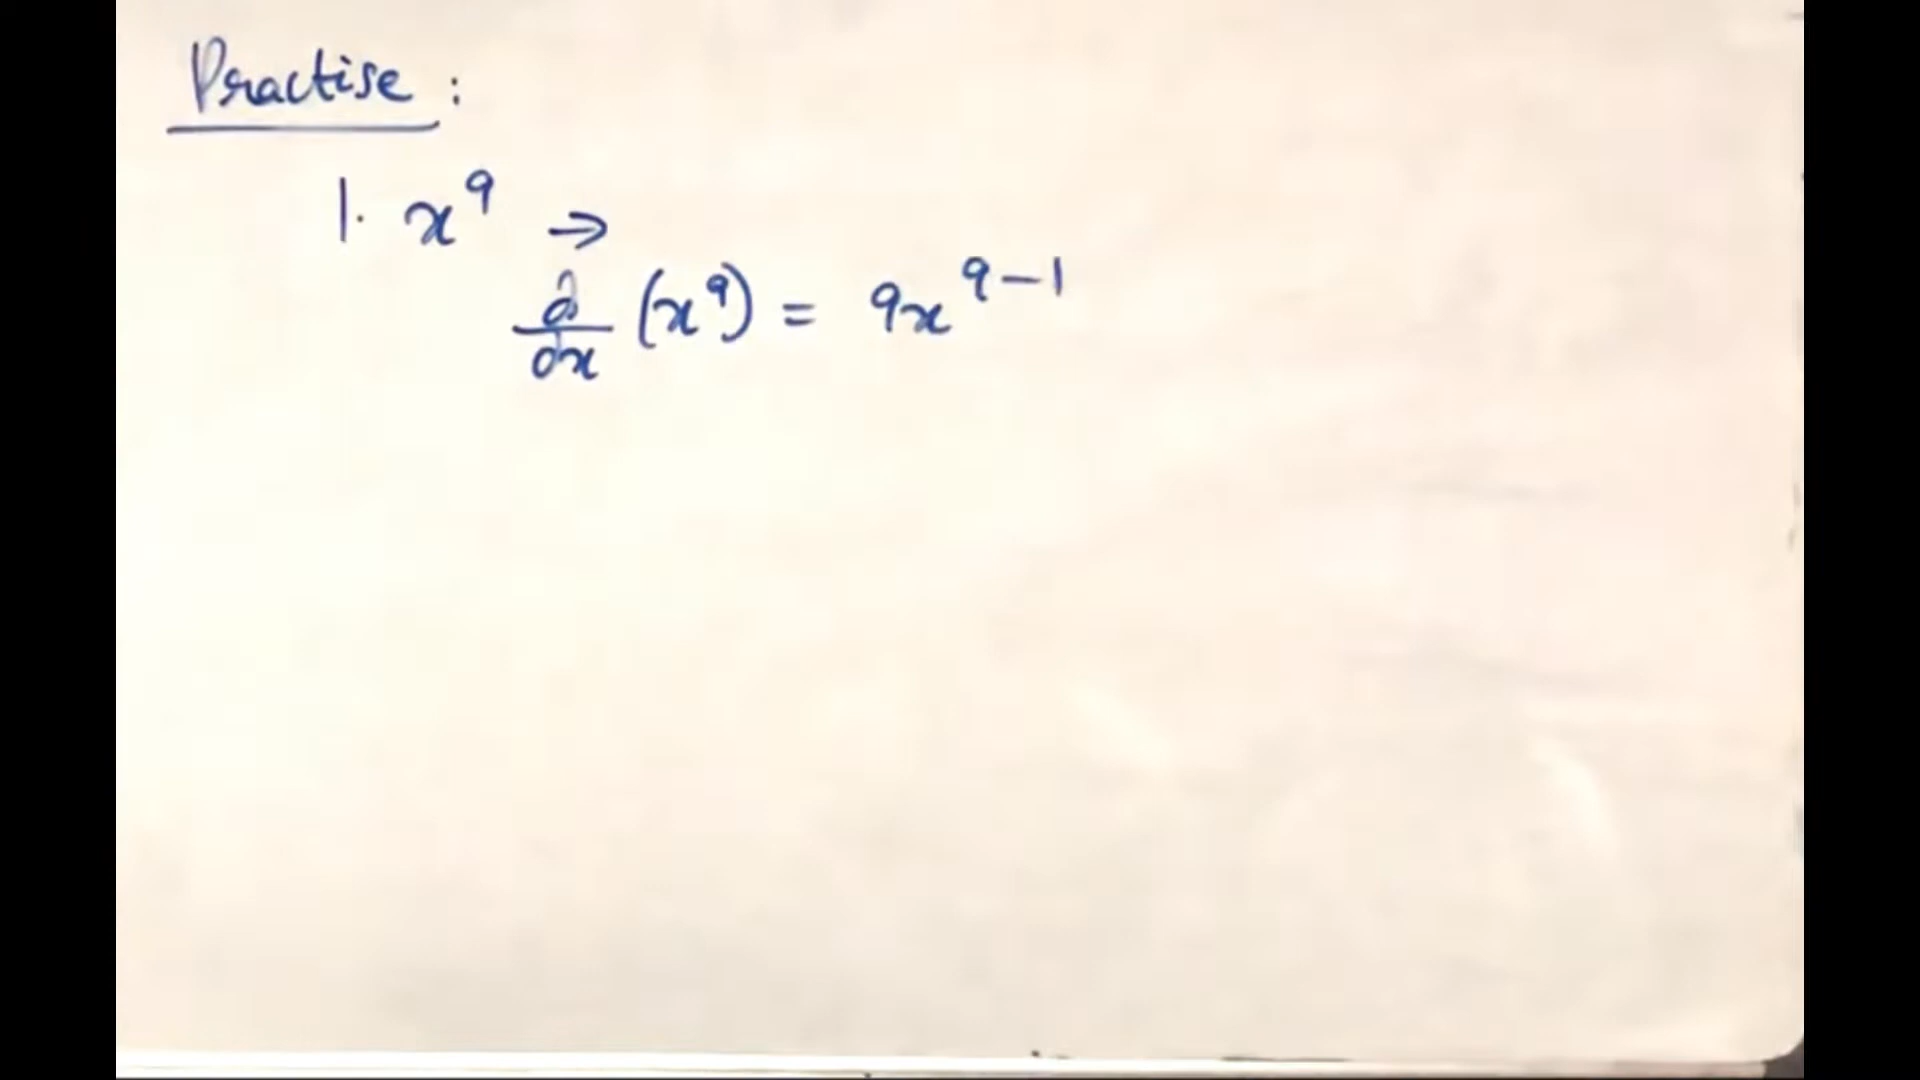 Practise :
1. x⁹ →
d/dx (x⁹) = 9x⁹⁻¹